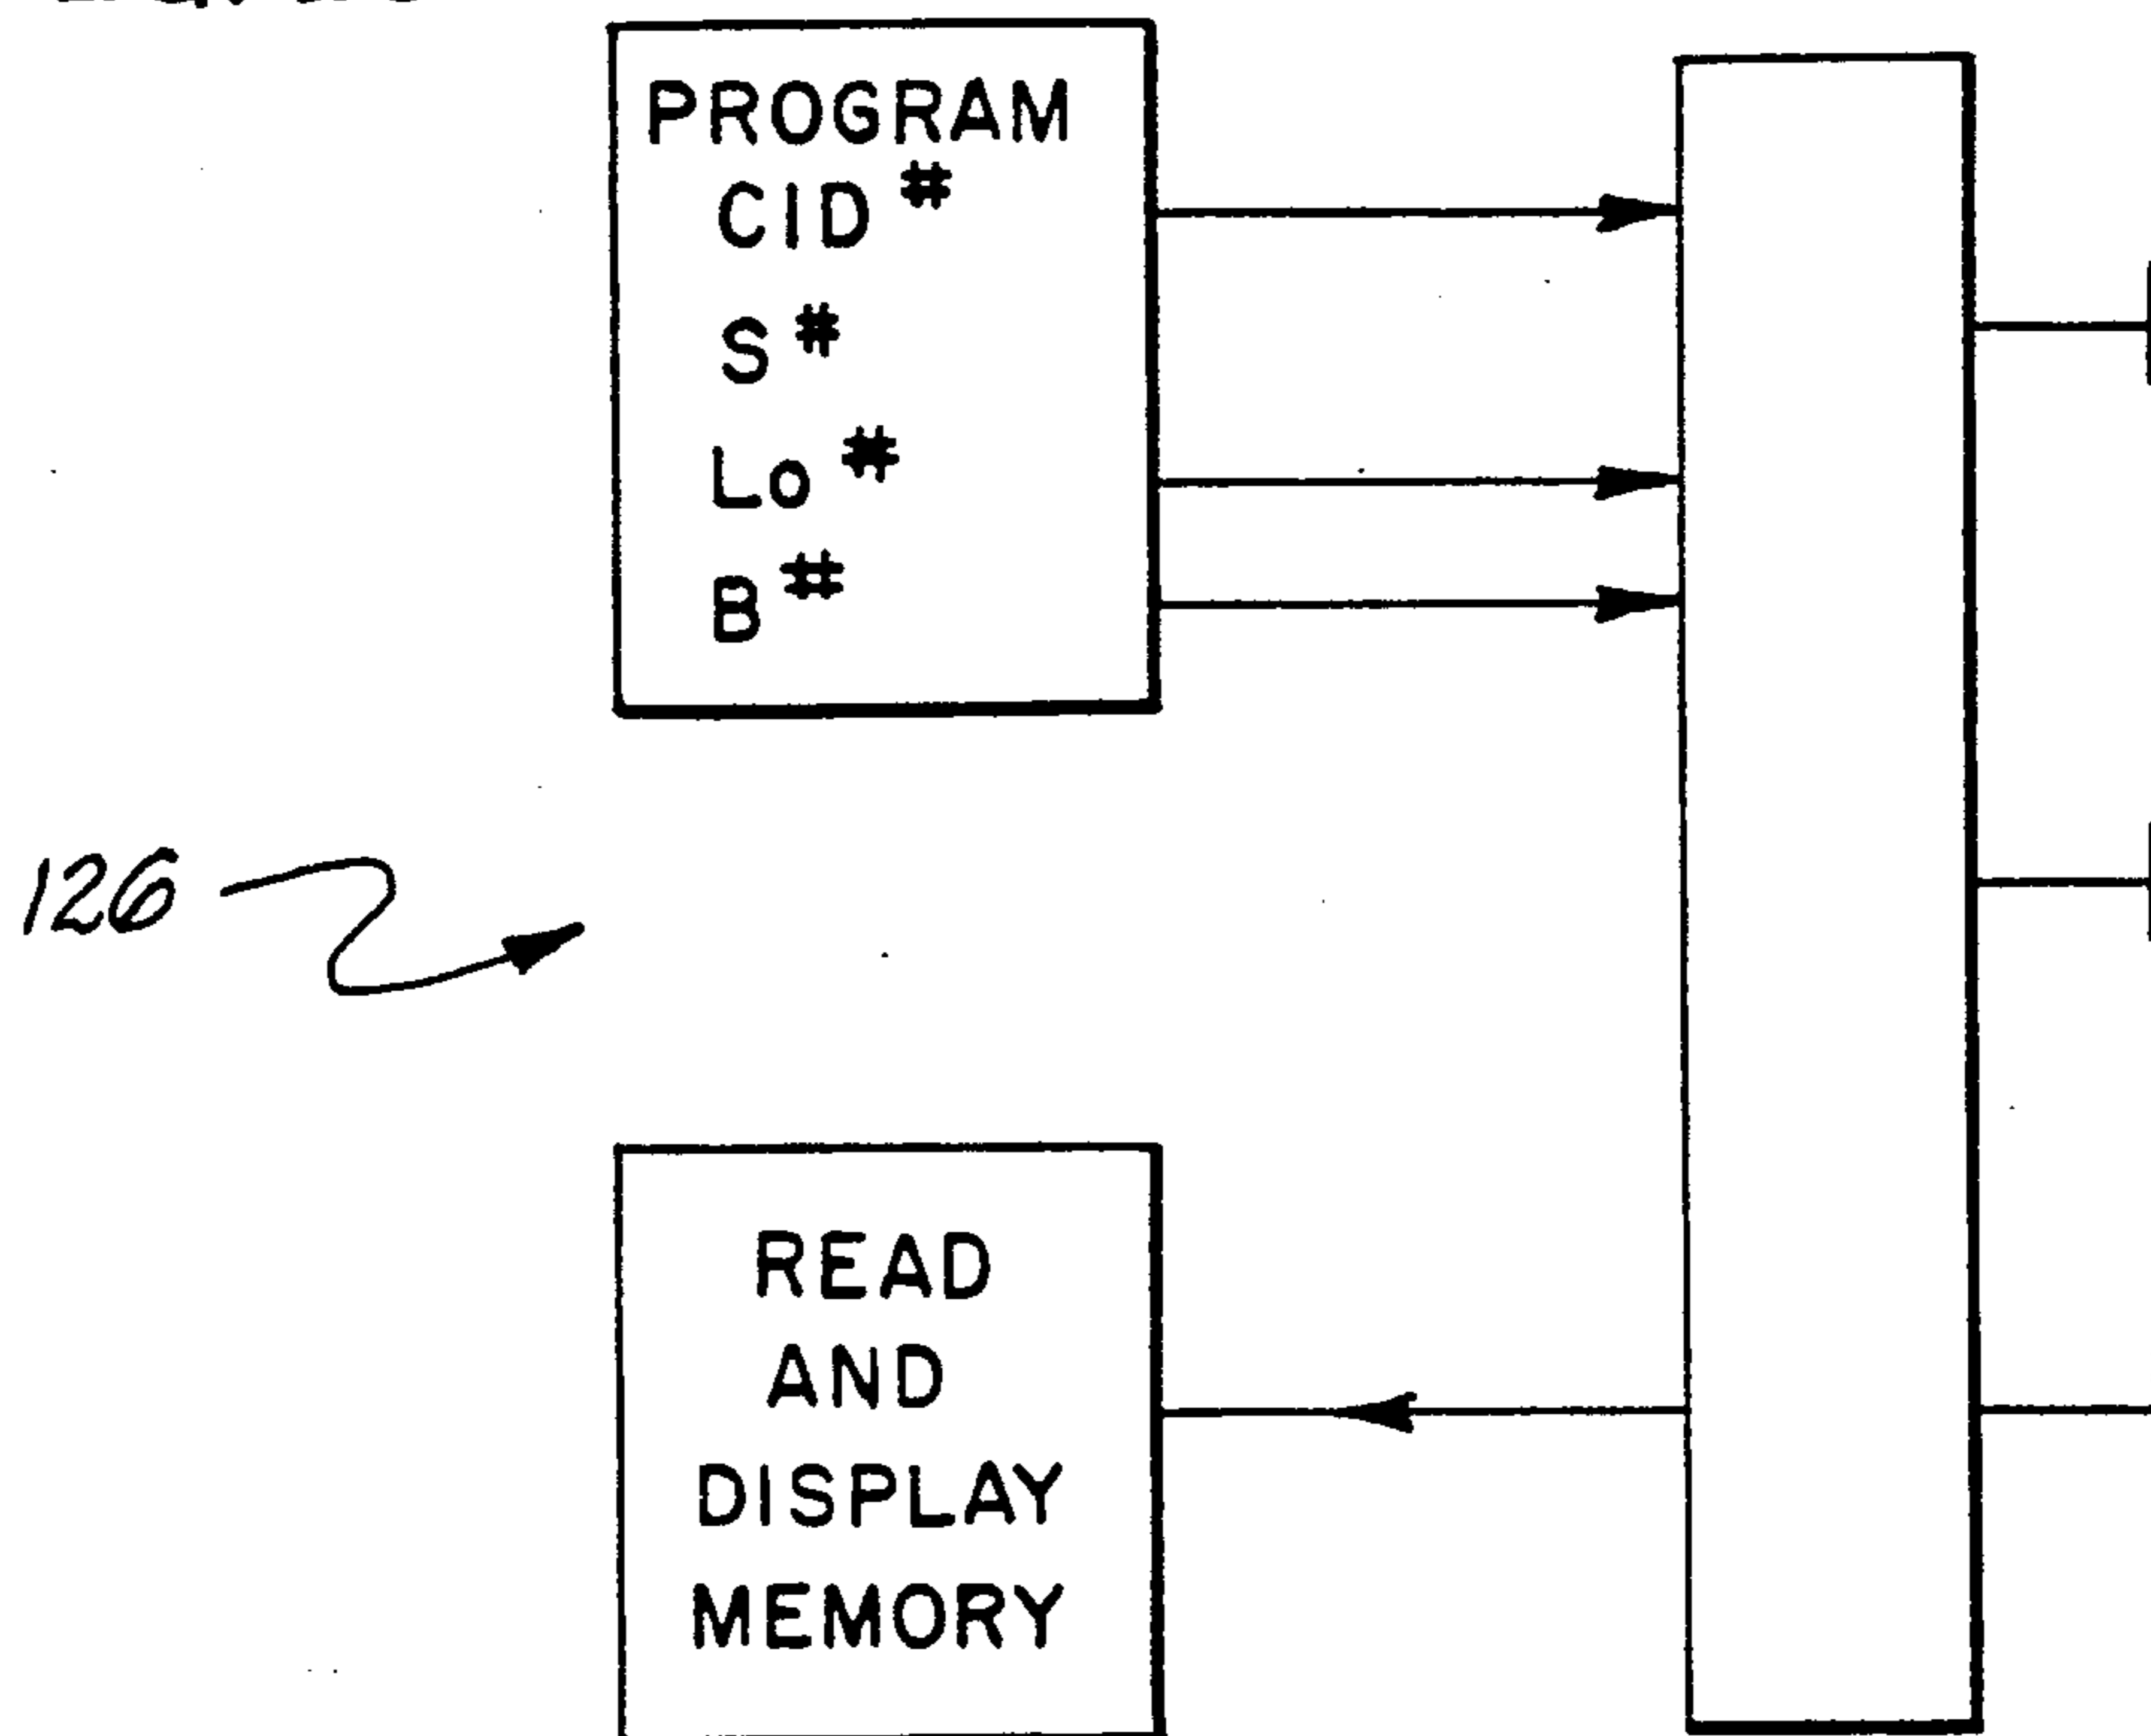 PROGRAM
CID#
S#
Lo#
B#
126
READ
AND
DISPLAY
MEMORY